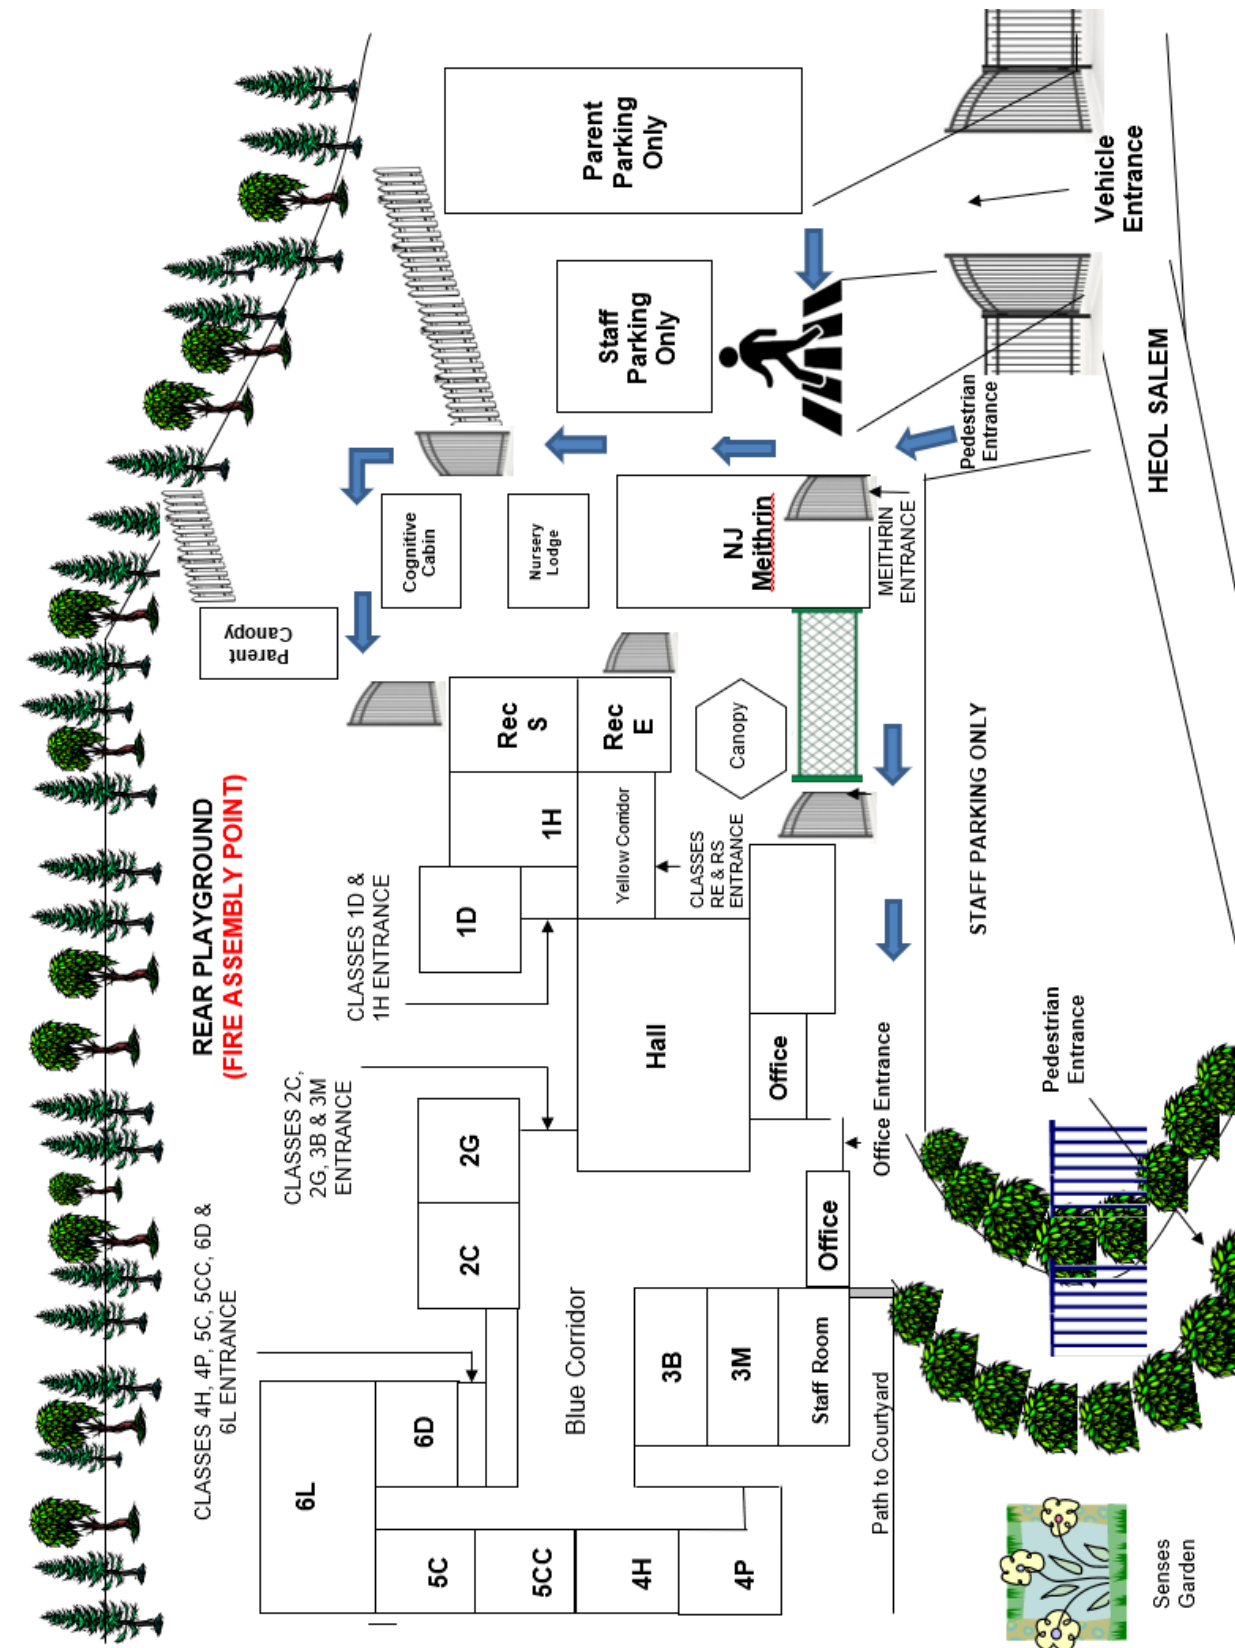 Parent
Parking
Only
Vehicle
Entrance
Staff
Parking
Only
Pedestrian
Entrance
HEOL SALEM
Cognitive
Cabin
Nursery
Lodge
NJ
Meithrin
MEITHRIN
ENTRANCE
Parent
Canopy
Rec
S
Rec
E
Canopy
STAFF PARKING ONLY
REAR PLAYGROUND
(FIRE ASSEMBLY POINT)
1H
Yellow Corridor
CLASSES
RE & RS
ENTRANCE
1D
CLASSES 1D &
1H ENTRANCE
Hall
Office
Office Entrance
Pedestrian
Entrance
CLASSES 2C,
2G, 3B & 3M
ENTRANCE
2G
2C
Office
CLASSES 4H, 4P, 5C, 5CC, 6D &
6L ENTRANCE
Blue Corridor
3B
3M
Staff Room
Path to Courtyard
6D
6L
5C
5CC
4H
4P
Senses
Garden